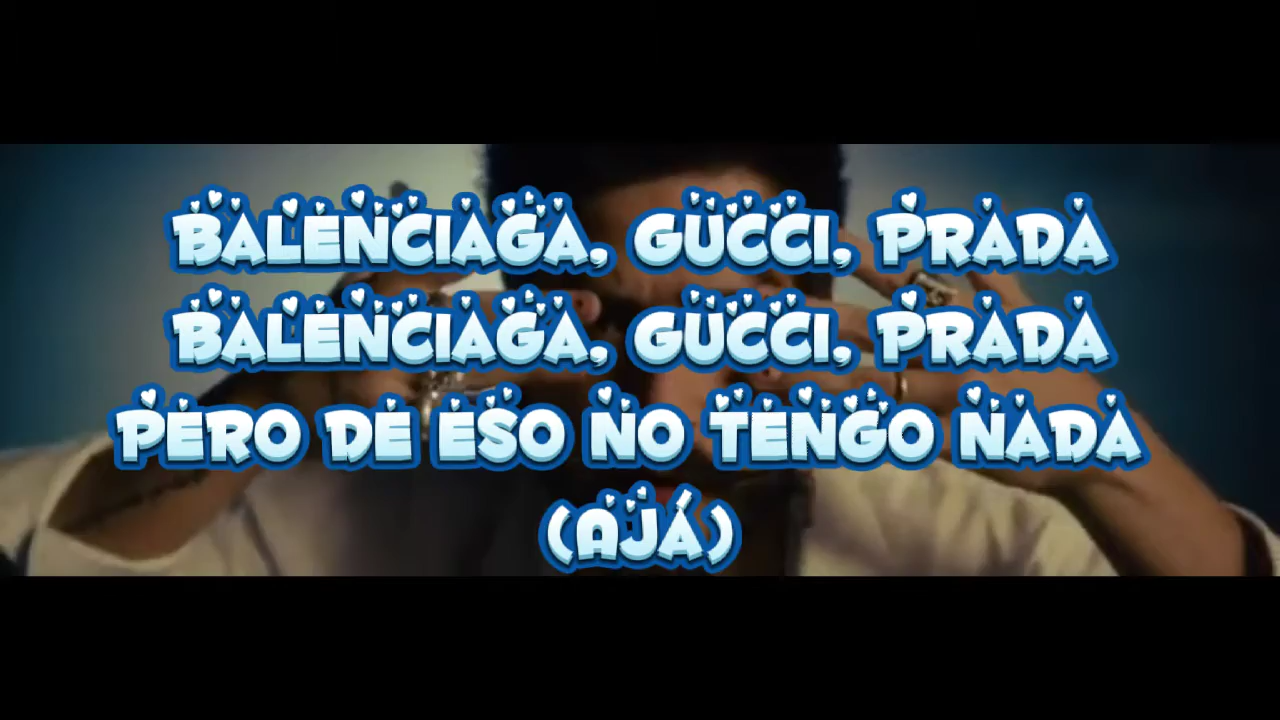 BALENCIAGA, GUCCI, PRADA
BALENCIAGA, GUCCI, PRADA
PERO DE ESO NO TENGO NADA
(AJÁ)